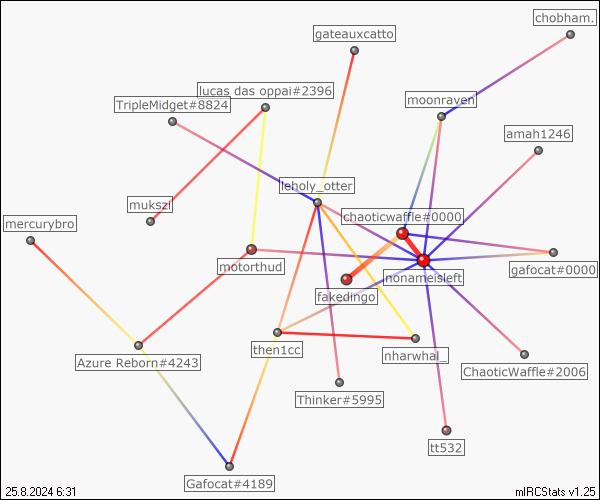 chobham.
gateauxcatto
lucas das oppai#2396
moonraven
TripleMidget#8824
amah1246
leholy_otter
mukszi
chaoticwaffle#0000
mercurybro
motorthud
nonameisleft
gafocat#0000
fakedingo
then1cc
nharwhal_
Azure Reborn#4243
ChaoticWaffle#2006
Thinker#5995
tt532
Gafocat#4189
25.8.2024 6:31
mIRCStats v1.25